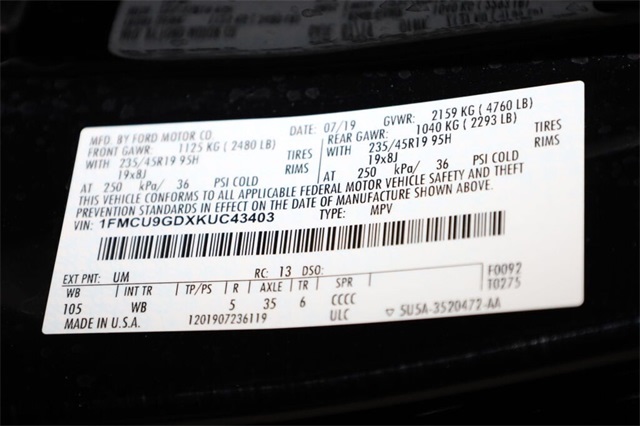 MFD. BY FORD MOTOR CO.
DATE: 07/19 GVWR: 2159 KG ( 4760 LB)
FRONT GAWR: 1125 KG ( 2480 LB)
REAR GAWR: 1040 KG ( 2293 LB)
WITH 235/45R19 95H TIRES
WITH 235/45R19 95H TIRES
19x8J RIMS
19x8J RIMS
AT 250 kPa/ 36 PSI COLD
AT 250 kPa/ 36 PSI COLD
THIS VEHICLE CONFORMS TO ALL APPLICABLE FEDERAL MOTOR VEHICLE SAFETY AND THEFT
PREVENTION STANDARDS IN EFFECT ON THE DATE OF MANUFACTURE SHOWN ABOVE.
VIN: 1FMCU9GDXKUC43403 TYPE: MPV
EXT PNT: UM RC: 13 DSO: F0092
WB INT TR TP/PS R AXLE TR SPR T0275
105 WB 5 35 6 CCCC
MADE IN U.S.A. 1201907236119 ULC 5U5A-3520472-AA